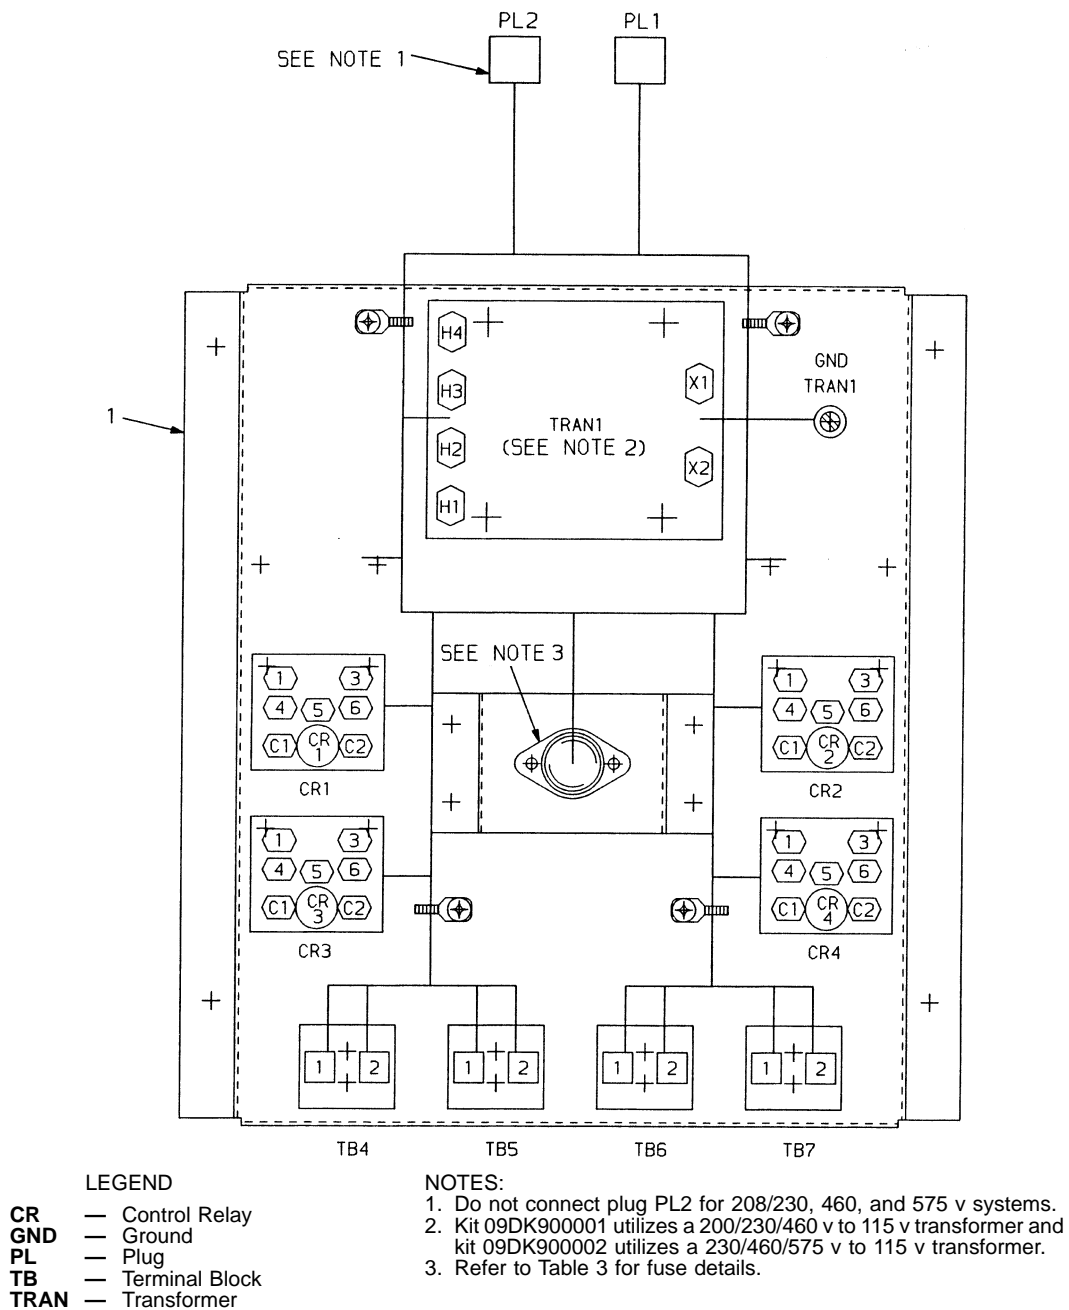 PL2 PL1
SEE NOTE 1
H4
GND
TRAN1
H3 X1
1
TRAN1
(SEE NOTE 2)
H2 X2
H1
SEE NOTE 3
1 3 1 3
4 5 6 4 5 6
C1 CR 1 C2 C1 CR 2 C2
CR1 CR2
1 3 1 3
4 5 6 4 5 6
C1 CR 3 C2 C1 CR 4 C2
CR3 CR4
1 2 1 2 1 2 1 2
TB4 TB5 TB6 TB7
LEGEND
CR — Control Relay
GND — Ground
PL — Plug
TB — Terminal Block
TRAN — Transformer
NOTES:
1. Do not connect plug PL2 for 208/230, 460, and 575 v systems.
2. Kit 09DK900001 utilizes a 200/230/460 v to 115 v transformer and
kit 09DK900002 utilizes a 230/460/575 v to 115 v transformer.
3. Refer to Table 3 for fuse details.